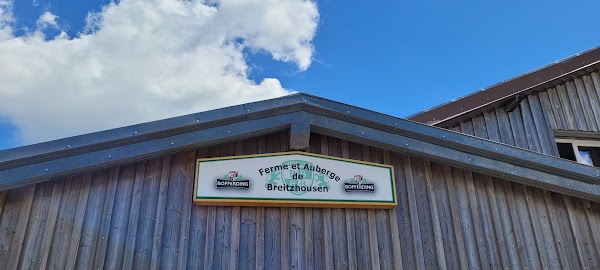 Ferme et Auberge
de
Breitzhousen
BOFFERDING
BOFFERDING